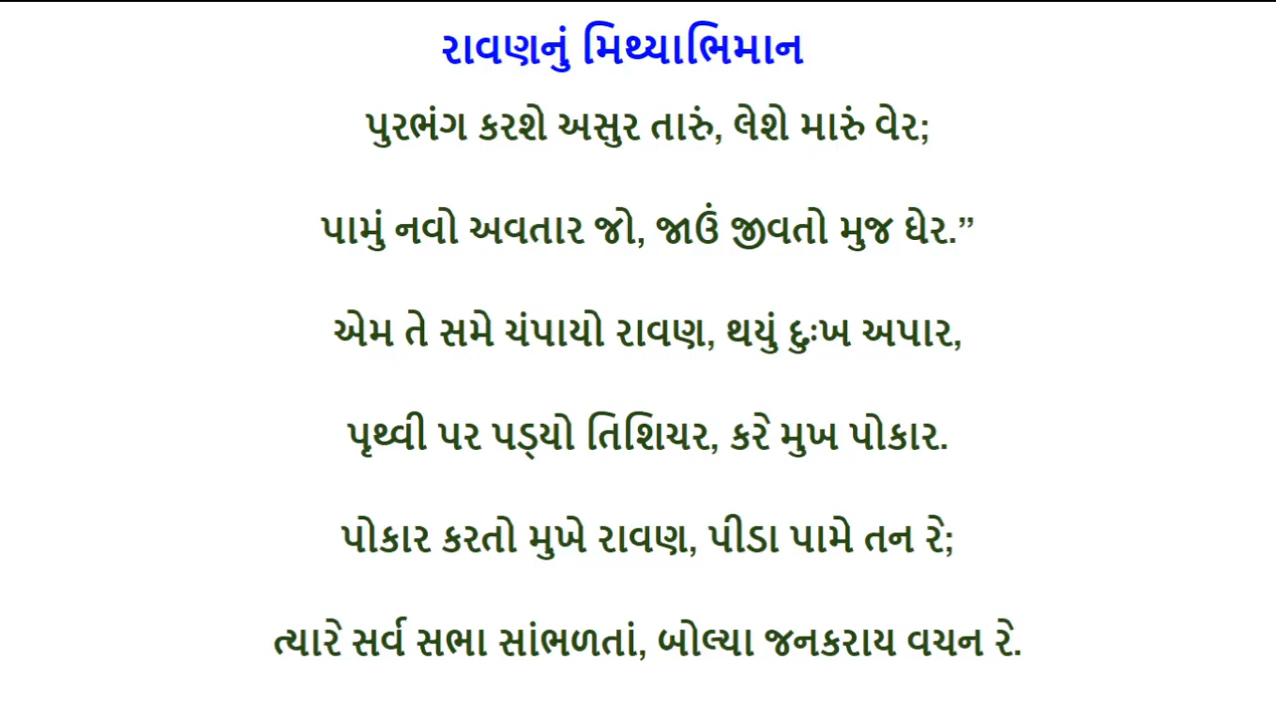 રાવણનું મિથ્યાભિમાન
પુરભંગ કરશે અસુર તારું, લેશે મારું વેર;
પામું નવો અવતાર જો, જાઉં જીવતો મુજ ઘેર.”
એમ તે સમે ચંપાયો રાવણ, થયું દુઃખ અપાર,
પૃથ્વી પર પડ્યો તિશિચર, કરે મુખ પોકાર.
પોકાર કરતો મુખે રાવણ, પીડા પામે તન રે;
ત્યારે સર્વ સભા સાંભળતાં, બોલ્યા જનકરાય વચન રે.